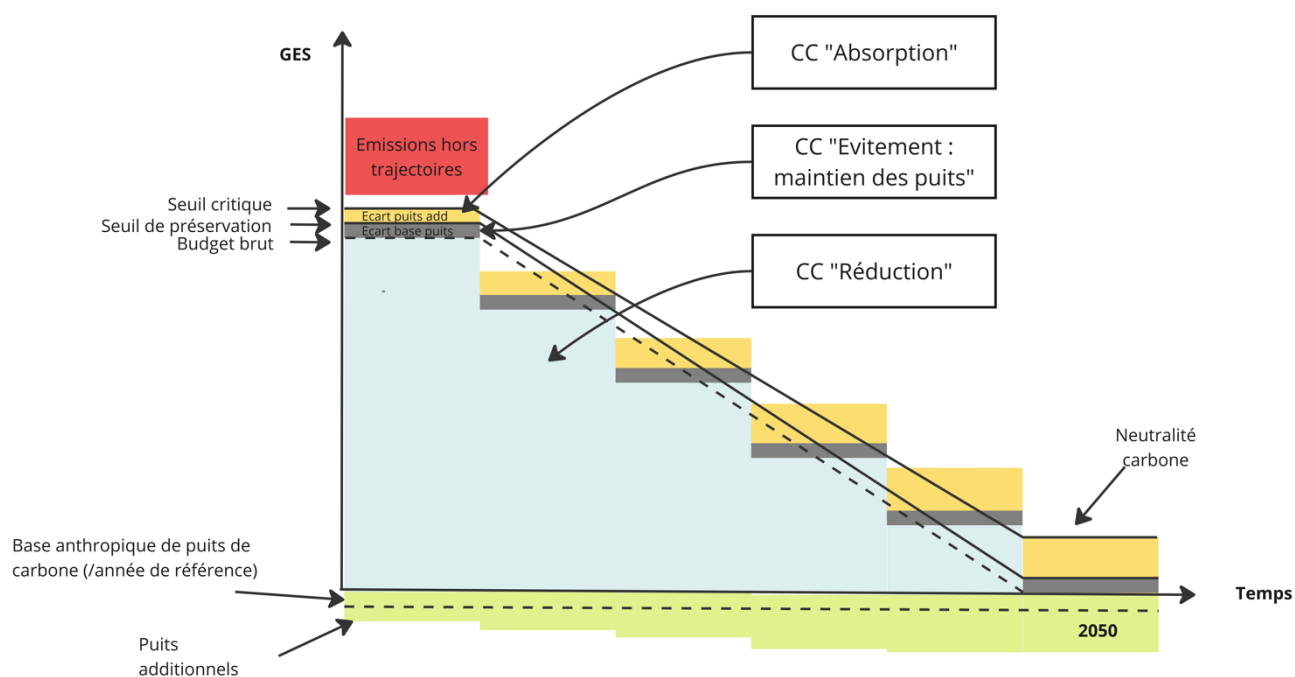 GES
CC "Absorption"
Emissions hors
trajectoires
CC "Evitement :
maintien des puits"
Seuil critique
Ecart puits add
Seuil de préservation
Ecart base puits
Budget brut
CC "Réduction"
Neutralité
carbone
Base anthropique de puits de
carbone (/année de référence)
Temps
2050
Puits
additionnels